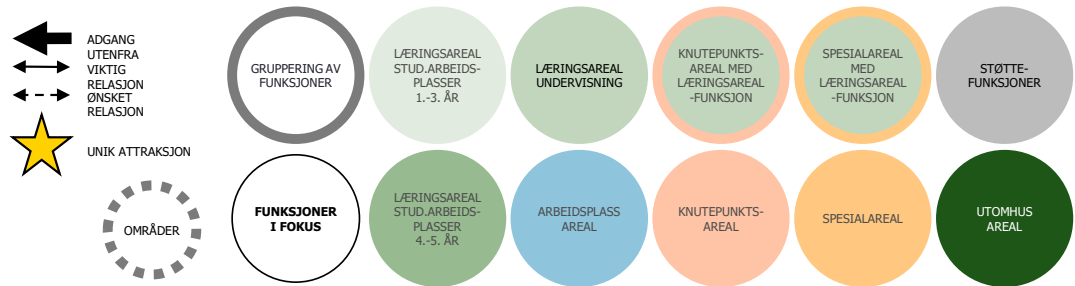 ADGANG
UTENFRA
VIKTIG
RELASJON
ØNSKET
RELASJON
UNIK ATTRAKSJON
OMRÅDER
GRUPPERING AV
FUNKSJONER
LÆRINGSAREAL
STUD.ARBEIDS-
PLASSER
1.-3. ÅR
LÆRINGSAREAL
UNDERVISNING
KNUTEPUNKTS-
AREAL MED
LÆRINGSAREAL
-FUNKSJON
SPESIALAREAL
MED
LÆRINGSAREAL
-FUNKSJON
STØTTE-
FUNKSJONER
FUNKSJONER
I FOKUS
LÆRINGSAREAL
STUD.ARBEIDS-
PLASSER
4.-5. ÅR
ARBEIDSPLASS
AREAL
KNUTEPUNKTS-
AREAL
SPESIALAREAL
UTOMHUS
AREAL